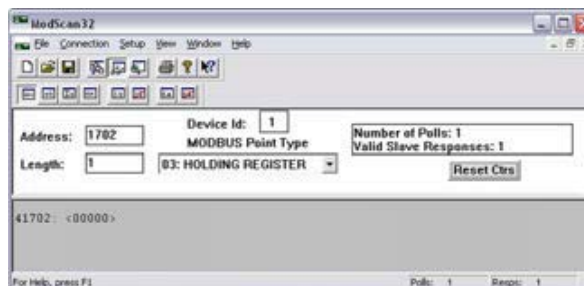 ModScan32
File Connection Setup View Window Help
Address: 1702
Device Id: 1
MODBUS Point Type
Length: 1
03: HOLDING REGISTER
Number of Polls: 1
Valid Slave Responses: 1
Reset Ctrs
41702: <00000>
For Help, press F1
Polls: 1
Resps: 1